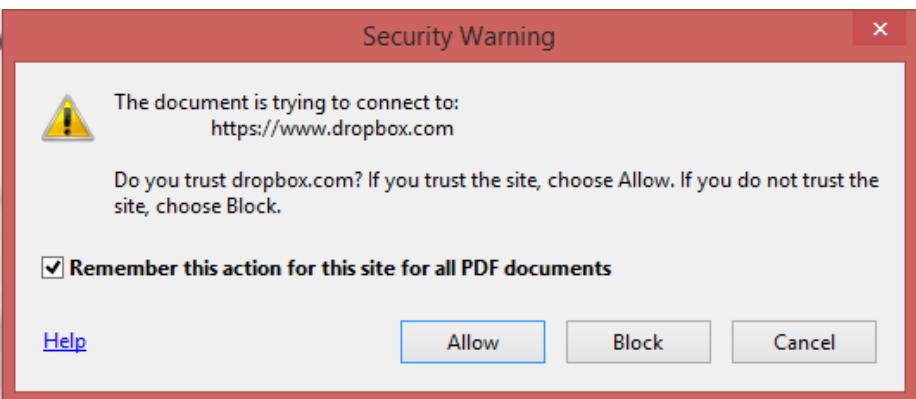 Security Warning
The document is trying to connect to:
https://www.dropbox.com
Do you trust dropbox.com? If you trust the site, choose Allow. If you do not trust the
site, choose Block.
Remember this action for this site for all PDF documents
Help
Allow
Block
Cancel